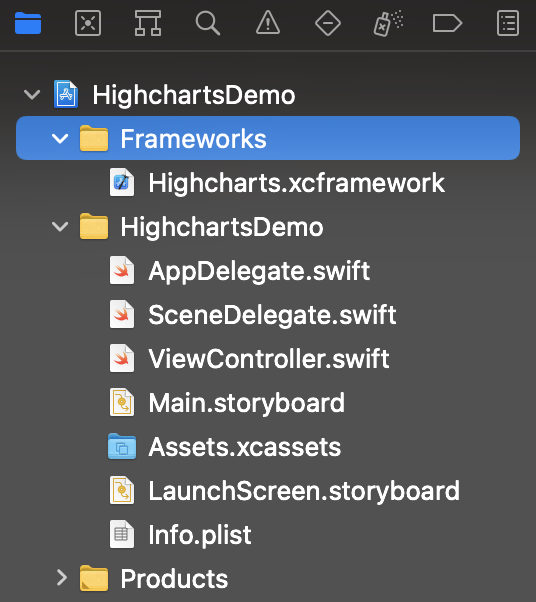 HighchartsDemo
Frameworks
Highcharts.xcframework
HighchartsDemo
AppDelegate.swift
SceneDelegate.swift
ViewController.swift
Main.storyboard
Assets.xcassets
LaunchScreen.storyboard
Info.plist
Products